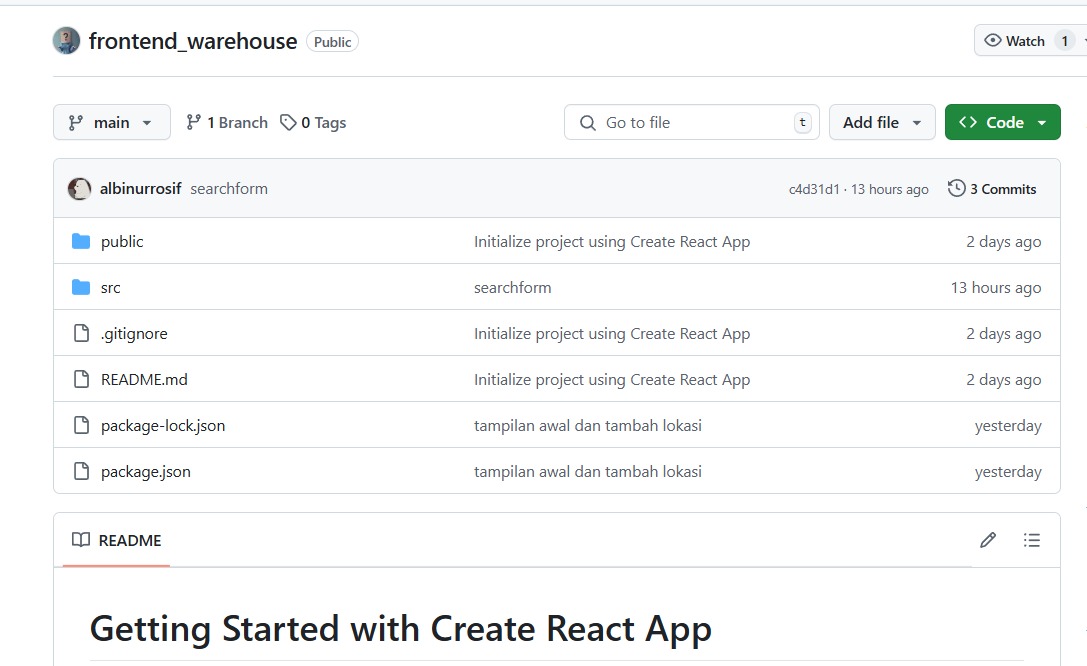 frontend_warehouse Public Watch 1
main 1 Branch 0 Tags Go to file t Add file Code
albinurrosif searchform c4d31d1 · 13 hours ago 3 Commits
public Initialize project using Create React App 2 days ago
src searchform 13 hours ago
.gitignore Initialize project using Create React App 2 days ago
README.md Initialize project using Create React App 2 days ago
package-lock.json tampilan awal dan tambah lokasi yesterday
package.json tampilan awal dan tambah lokasi yesterday
README
Getting Started with Create React App